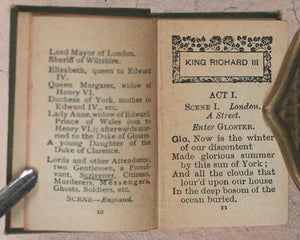 Lord Mayor of London.
Sheriff of Wiltshire.
Elizabeth, queen to Edward
IV.,
Queen Margaret, widow of
Henry VI.
Duchess of York, mother to
Edward IV., etc.
Lady Anne, widow of Edward,
Prince of Wales (son
to Henry VI.); afterwards mar-
ried to the Duke of Gloster.
A young Daughter of the
Duke of Clarence.
Lords and other Attendants;
two Gentlemen, a Pursui-
vant, Scrivener, Citizens,
Murderers, Messengers,
Ghosts, Soldiers, etc.
SCENE—England.
10
KING RICHARD III
ACT I.
SCENE I. London.
A Street.
Enter GLOSTER.
Glo. Now is the winter
of our discontent
Made glorious summer
by this sun of York;
And all the clouds that
lour'd upon our house
In the deep bosom of the
ocean buried.
11